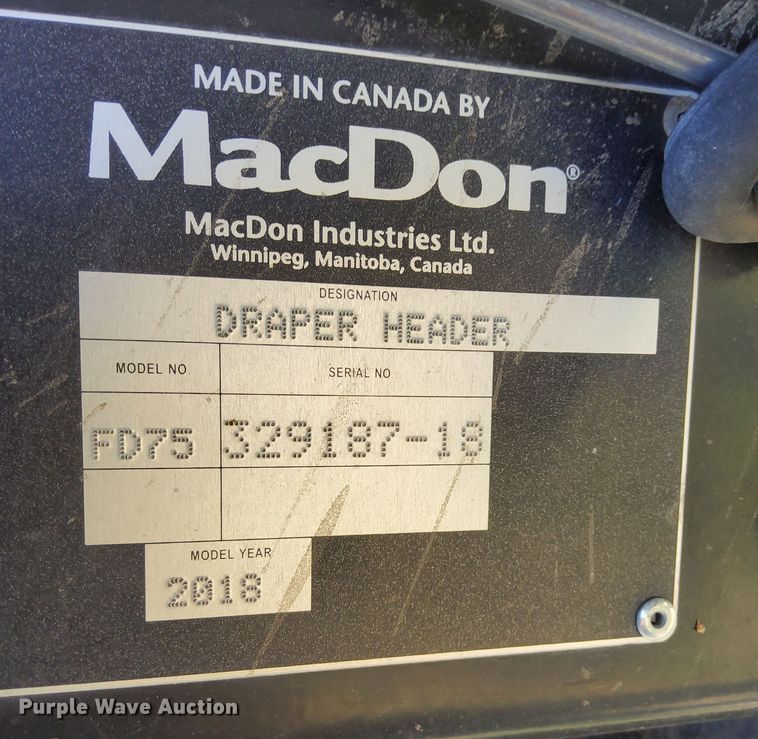 MADE IN CANADA BY
MacDon®
MacDon Industries Ltd.
Winnipeg, Manitoba, Canada
DESIGNATION
DRAPER HEADER
MODEL NO SERIAL NO
FD75 329187-18
MODEL YEAR
2018
Purple Wave Auction